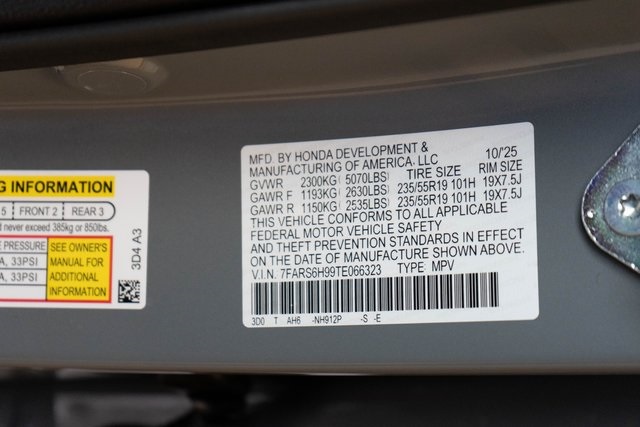 G INFORMATION
5 FRONT 2 REAR 3
never exceed 385kg or 850lbs.
PRESSURE SEE OWNER'S
A, 33PSI MANUAL FOR
ADDITIONAL
A, 33PSI INFORMATION
3D4 A3
MFD. BY HONDA DEVELOPMENT & 10/'25
MANUFACTURING OF AMERICA, LLC
GVWR 2300KG( 5070LBS) TIRE SIZE RIM SIZE
GAWR F 1193KG( 2630LBS) 235/55R19 101H 19X7.5J
GAWR R 1150KG( 2535LBS) 235/55R19 101H 19X7.5J
THIS VEHICLE CONFORMS TO ALL APPLICABLE
FEDERAL MOTOR VEHICLE SAFETY
AND THEFT PREVENTION STANDARDS IN EFFECT
ON THE DATE OF MANUFACTURE SHOWN ABOVE.
V.I.N. 7FARS6H99TE066323 TYPE: MPV
3D0 T AH6 -NH912P -S -E